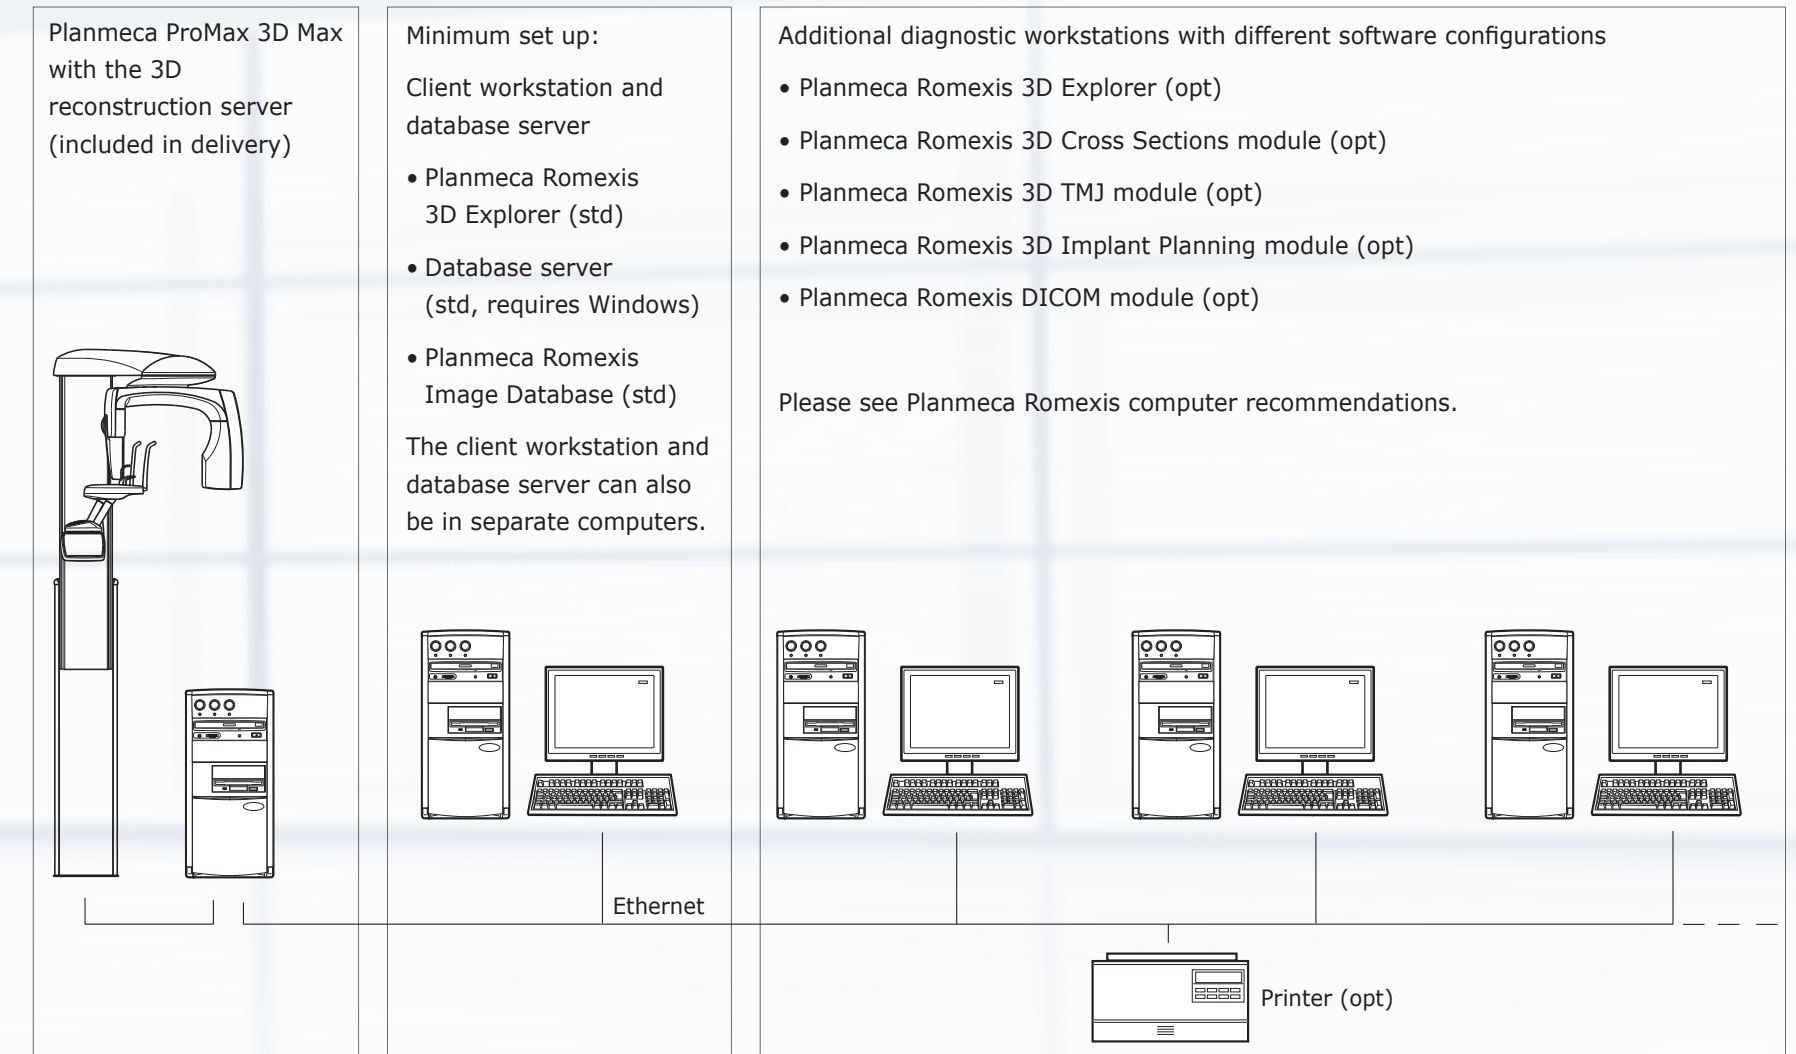 Planmeca ProMax 3D Max
with the 3D
reconstruction server
(included in delivery)
Minimum set up:
Client workstation and
database server
• Planmeca Romexis
3D Explorer (std)
• Database server
(std, requires Windows)
• Planmeca Romexis
Image Database (std)
The client workstation and
database server can also
be in separate computers.
Additional diagnostic workstations with different software configurations
• Planmeca Romexis 3D Explorer (opt)
• Planmeca Romexis 3D Cross Sections module (opt)
• Planmeca Romexis 3D TMJ module (opt)
• Planmeca Romexis 3D Implant Planning module (opt)
• Planmeca Romexis DICOM module (opt)
Please see Planmeca Romexis computer recommendations.
Ethernet
Printer (opt)